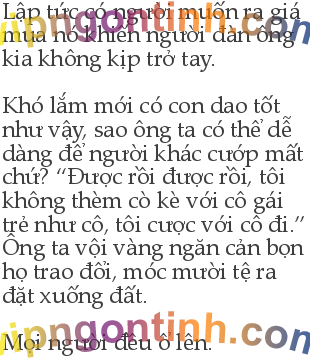 Lập tức có người muốn ra giá
mua nó khiến người đàn ông
kia không kịp trở tay.
Khó lắm mới có con dao tốt
như vậy, sao ông ta có thể dễ
dàng để người khác cướp mất
chứ? “Được rồi được rồi, tôi
không thèm cò kè với cô gái
trẻ như cô, tôi cược với cô đi.”
Ông ta vội vàng ngăn cản bọn
họ trao đổi, móc mười tệ ra
đặt xuống đất.
Mọi người đều ồ lên.
vipngontinh.com
vipngontinh.com